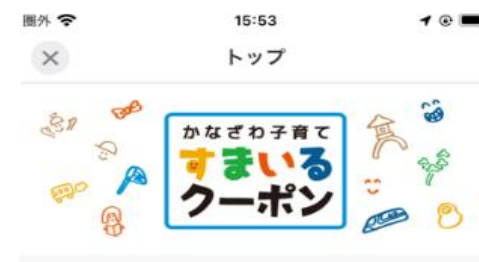 圏外 15:53
トップ
かなざわ子育て
すまいる
クーポン